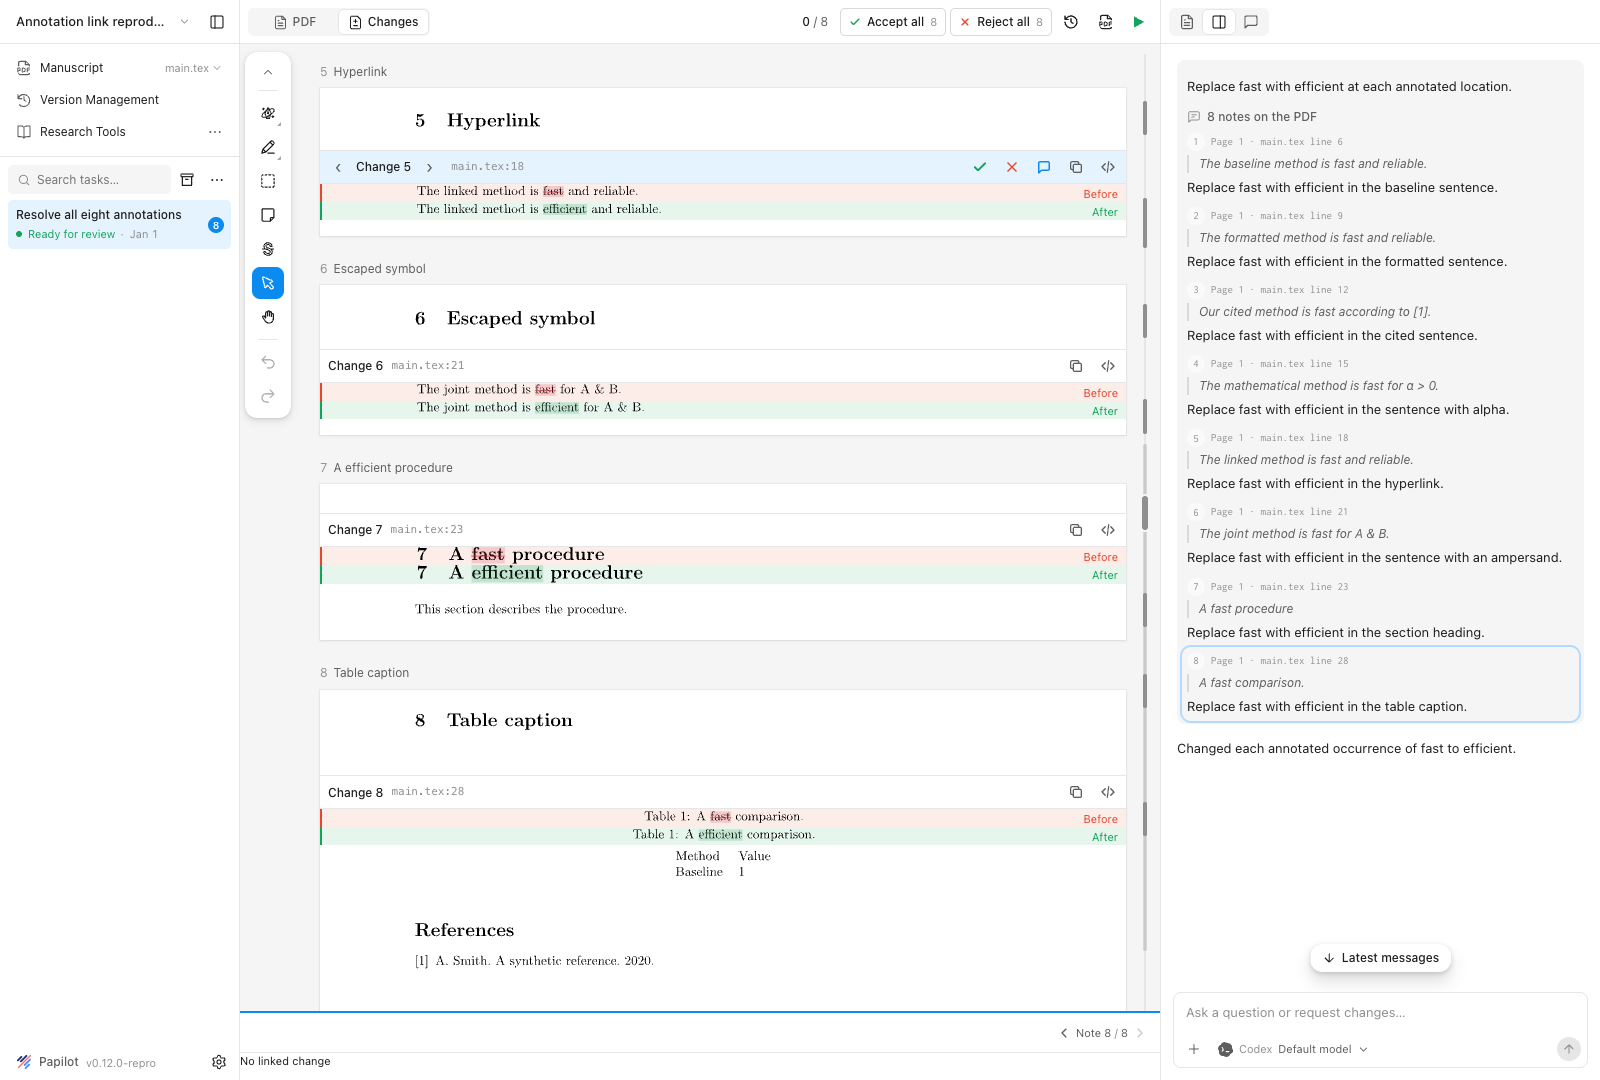 Annotation link reprod...
PDF
Changes
0 / 8
Accept all 8
Reject all 8
Manuscript
main.tex
Version Management
Research Tools
Search tasks...
Resolve all eight annotations
Ready for review · Jan 1
8
5 Hyperlink
5 Hyperlink
Change 5
main.tex:18
The linked method is fast and reliable.
Before
The linked method is efficient and reliable.
After
6 Escaped symbol
6 Escaped symbol
Change 6
main.tex:21
The joint method is fast for A & B.
Before
The joint method is efficient for A & B.
After
7 A efficient procedure
Change 7
main.tex:23
7 A fast procedure
Before
7 A efficient procedure
After
This section describes the procedure.
8 Table caption
8 Table caption
Change 8
main.tex:28
Table 1: A fast comparison.
Before
Table 1: A efficient comparison.
After
Method Value
Baseline 1
References
[1] A. Smith. A synthetic reference. 2020.
Note 8 / 8
No linked change
Papilot v0.12.0-repro
Replace fast with efficient at each annotated location.
8 notes on the PDF
1 Page 1 · main.tex line 6
The baseline method is fast and reliable.
Replace fast with efficient in the baseline sentence.
2 Page 1 · main.tex line 9
The formatted method is fast and reliable.
Replace fast with efficient in the formatted sentence.
3 Page 1 · main.tex line 12
Our cited method is fast according to [1].
Replace fast with efficient in the cited sentence.
4 Page 1 · main.tex line 15
The mathematical method is fast for α > 0.
Replace fast with efficient in the sentence with alpha.
5 Page 1 · main.tex line 18
The linked method is fast and reliable.
Replace fast with efficient in the hyperlink.
6 Page 1 · main.tex line 21
The joint method is fast for A & B.
Replace fast with efficient in the sentence with an ampersand.
7 Page 1 · main.tex line 23
A fast procedure
Replace fast with efficient in the section heading.
8 Page 1 · main.tex line 28
A fast comparison.
Replace fast with efficient in the table caption.
Changed each annotated occurrence of fast to efficient.
Latest messages
Ask a question or request changes...
Codex Default model